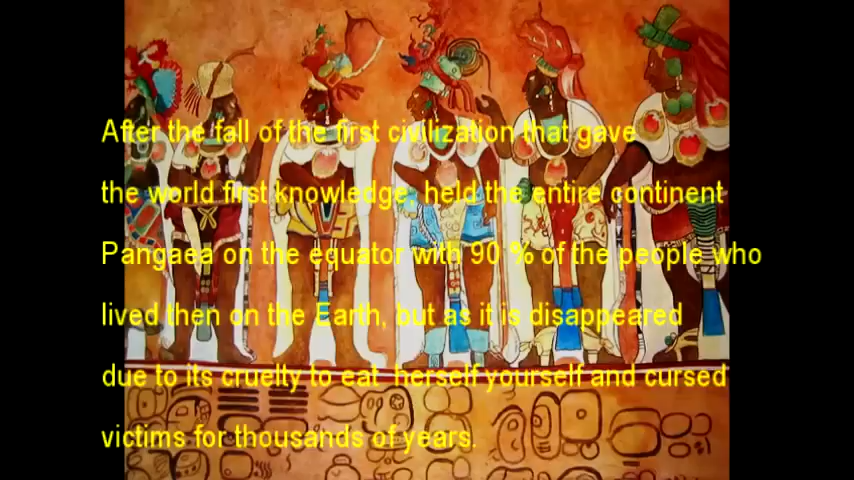 After the fall of the first civilization that gave
the world first knowledge, held the entire continent
Pangaea on the equator with 90 % of the people who
lived then on the Earth, but as it is disappeared
due to its cruelty to eat herself yourself and cursed
victims for thousands of years.